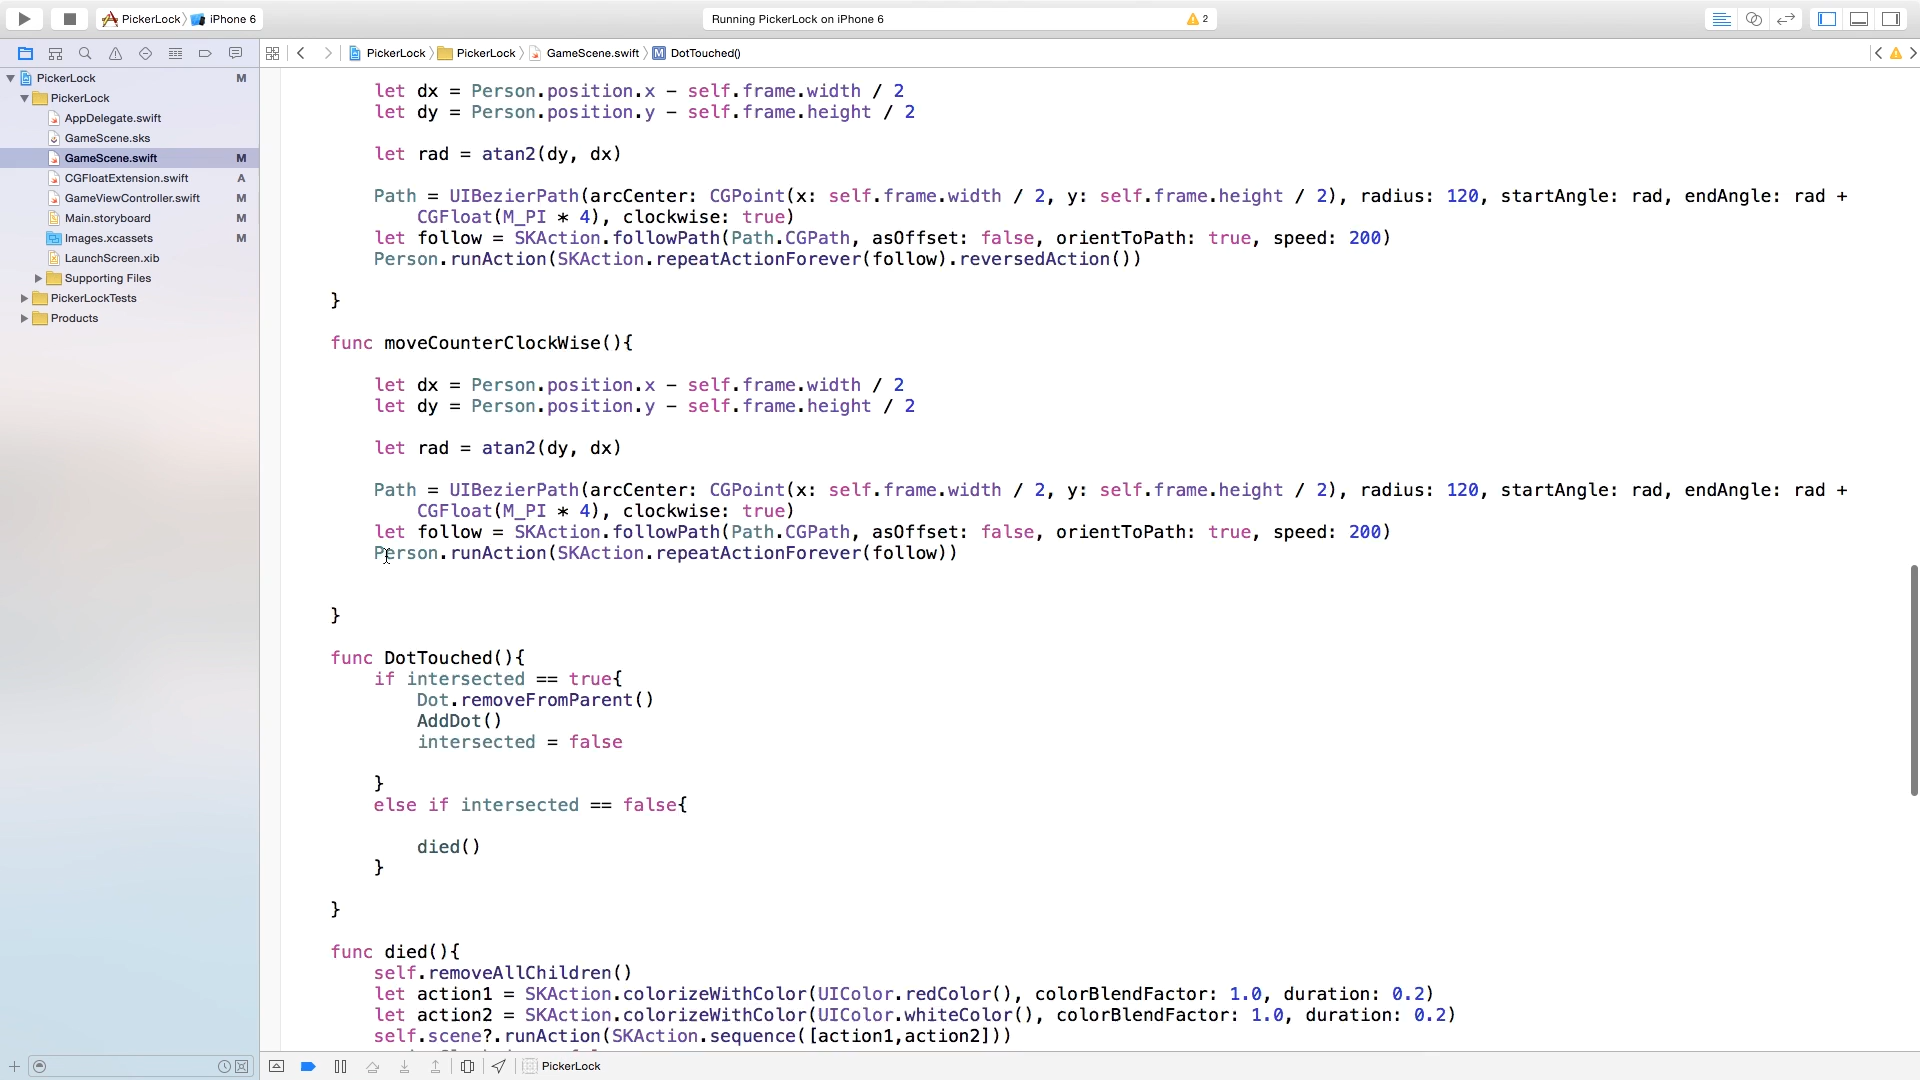 PickerLock iPhone 6
Running PickerLock on iPhone 6
2
PickerLock PickerLock GameScene.swift M DotTouched()
PickerLock M
PickerLock
AppDelegate.swift
GameScene.sks
GameScene.swift M
CGFloatExtension.swift A
GameViewController.swift M
Main.storyboard M
Images.xcassets M
LaunchScreen.xib
Supporting Files
PickerLockTests
Products
let dx = Person.position.x - self.frame.width / 2
let dy = Person.position.y - self.frame.height / 2
let rad = atan2(dy, dx)
Path = UIBezierPath(arcCenter: CGPoint(x: self.frame.width / 2, y: self.frame.height / 2), radius: 120, startAngle: rad, endAngle: rad +
CGFloat(M_PI * 4), clockwise: true)
let follow = SKAction.followPath(Path.CGPath, asOffset: false, orientToPath: true, speed: 200)
Person.runAction(SKAction.repeatActionForever(follow).reversedAction())
}
func moveCounterClockWise(){
let dx = Person.position.x - self.frame.width / 2
let dy = Person.position.y - self.frame.height / 2
let rad = atan2(dy, dx)
Path = UIBezierPath(arcCenter: CGPoint(x: self.frame.width / 2, y: self.frame.height / 2), radius: 120, startAngle: rad, endAngle: rad +
CGFloat(M_PI * 4), clockwise: true)
let follow = SKAction.followPath(Path.CGPath, asOffset: false, orientToPath: true, speed: 200)
Person.runAction(SKAction.repeatActionForever(follow))
}
func DotTouched(){
if intersected == true{
Dot.removeFromParent()
AddDot()
intersected = false
}
else if intersected == false{
died()
}
}
func died(){
self.removeAllChildren()
let action1 = SKAction.colorizeWithColor(UIColor.redColor(), colorBlendFactor: 1.0, duration: 0.2)
let action2 = SKAction.colorizeWithColor(UIColor.whiteColor(), colorBlendFactor: 1.0, duration: 0.2)
self.scene?.runAction(SKAction.sequence([action1,action2]))
PickerLock